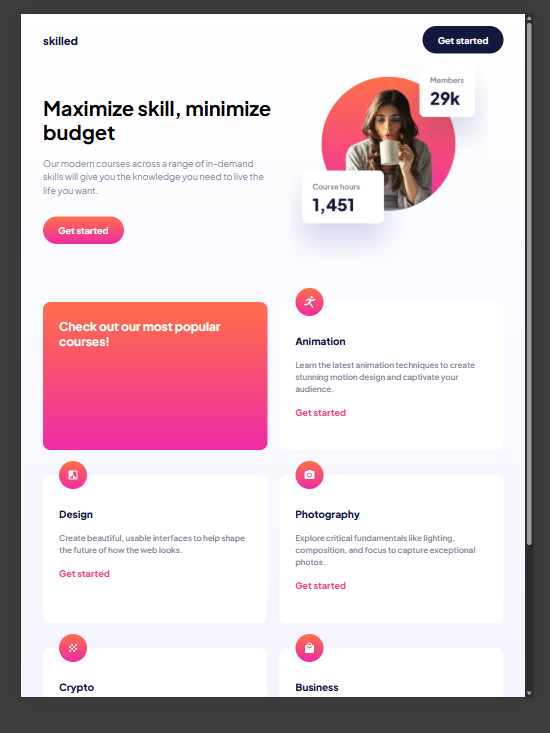 skilled
Get started
Members
29k
Maximize skill, minimize
budget
Our modern courses across a range of in-demand
skills will give you the knowledge you need to live the
life you want.
Course hours
1,451
Get started
Check out our most popular
courses!
Animation
Learn the latest animation techniques to create
stunning motion design and captivate your
audience.
Get started
Design
Create beautiful, usable interfaces to help shape
the future of how the web looks.
Get started
Photography
Explore critical fundamentals like lighting,
composition, and focus to capture exceptional
photos.
Get started
Crypto
Business